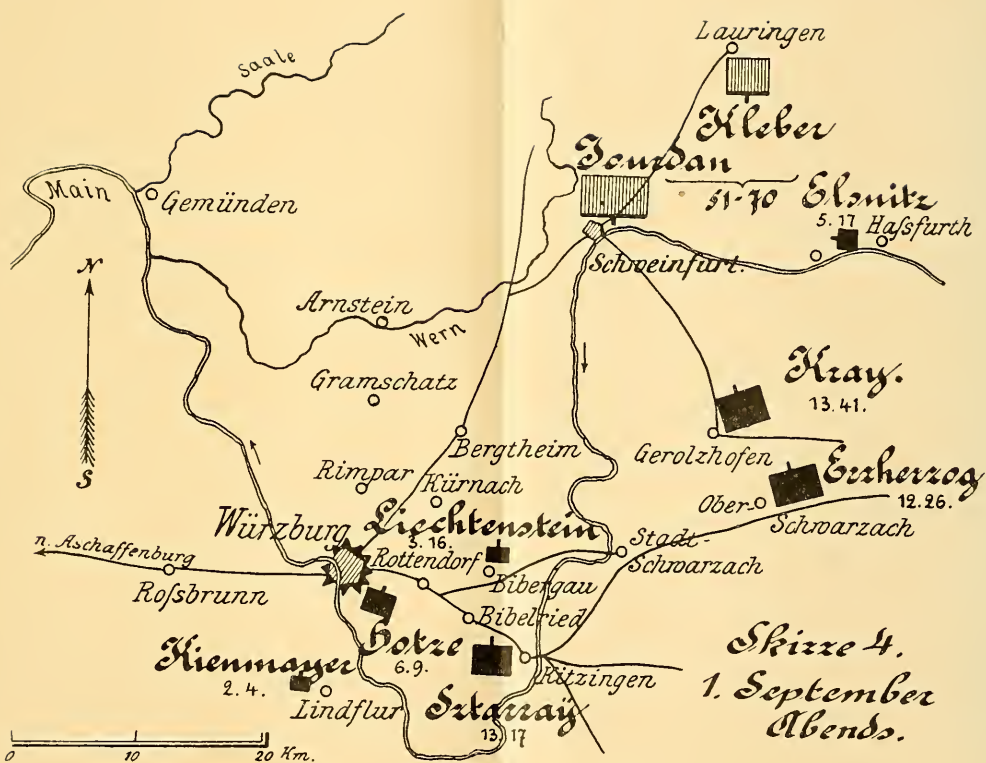 Lauringen
Saale
Kleber
Jourdan
51-70
Elsnitz
5. 17
Haſsfurth
Main
Gemünden
Schweinfurt.
N
Arnstein
Wern
Kray.
13. 41.
Gramschatz
S
Bergtheim
Gerolzhofen
Erzherzog
12.26.
Rimpar
Kürnach
Ober-
Schwarzach
Würzburg
Liechtenstein
3. 16.
Rottendorf
Stadt-
Schwarzach
n. Aschaffenburg
Roſsbrunn
Bibergau
Bibelried
Hotze
6.9.
Kienmayer
2. 4.
Lindflur
Kitzingen
Sztarraÿ
13. 17
Skizze 4.
1. September
Abends.
0 10 20 Km.